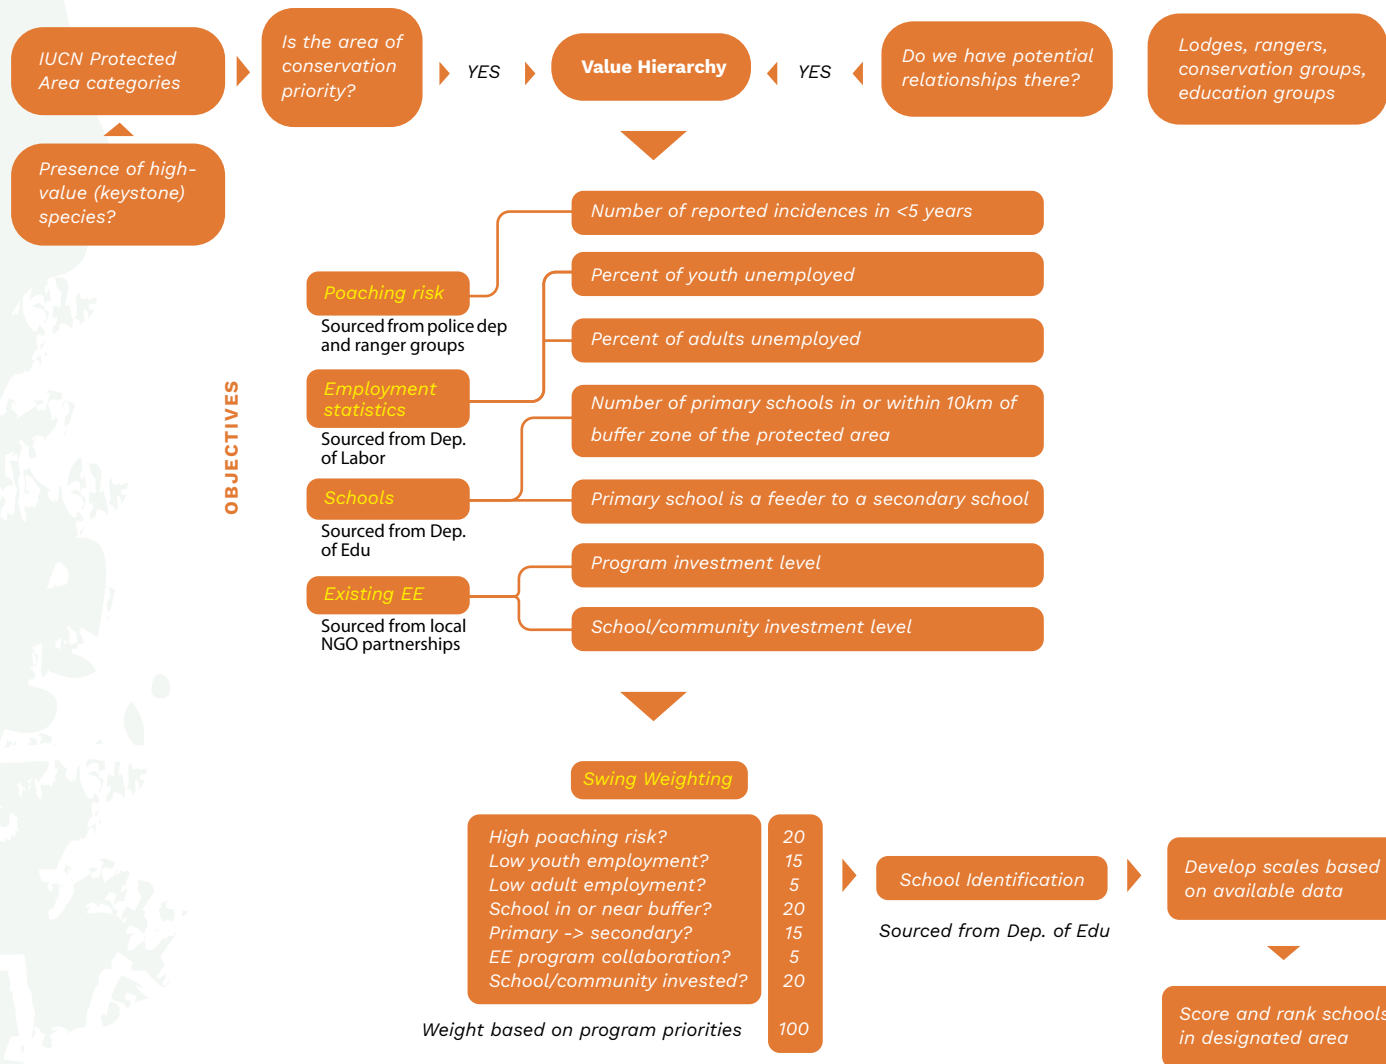 IUCN Protected
Area categories
Is the area of
conservation
priority?
YES
Value Hierarchy
YES
Do we have potential
relationships there?
Lodges, rangers,
conservation groups,
education groups
Presence of high-
value (keystone)
species?
OBJECTIVES
Poaching risk
Sourced from police dep
and ranger groups
Employment
statistics
Sourced from Dep.
of Labor
Schools
Sourced from Dep.
of Edu
Existing EE
Sourced from local
NGO partnerships
Number of reported incidences in <5 years
Percent of youth unemployed
Percent of adults unemployed
Number of primary schools in or within 10km of
buffer zone of the protected area
Primary school is a feeder to a secondary school
Program investment level
School/community investment level
Swing Weighting
High poaching risk? 20
Low youth employment? 15
Low adult employment? 5
School in or near buffer? 20
Primary -> secondary? 15
EE program collaboration? 5
School/community invested? 20
Weight based on program priorities 100
School Identification
Sourced from Dep. of Edu
Develop scales based
on available data
Score and rank schools
in designated area